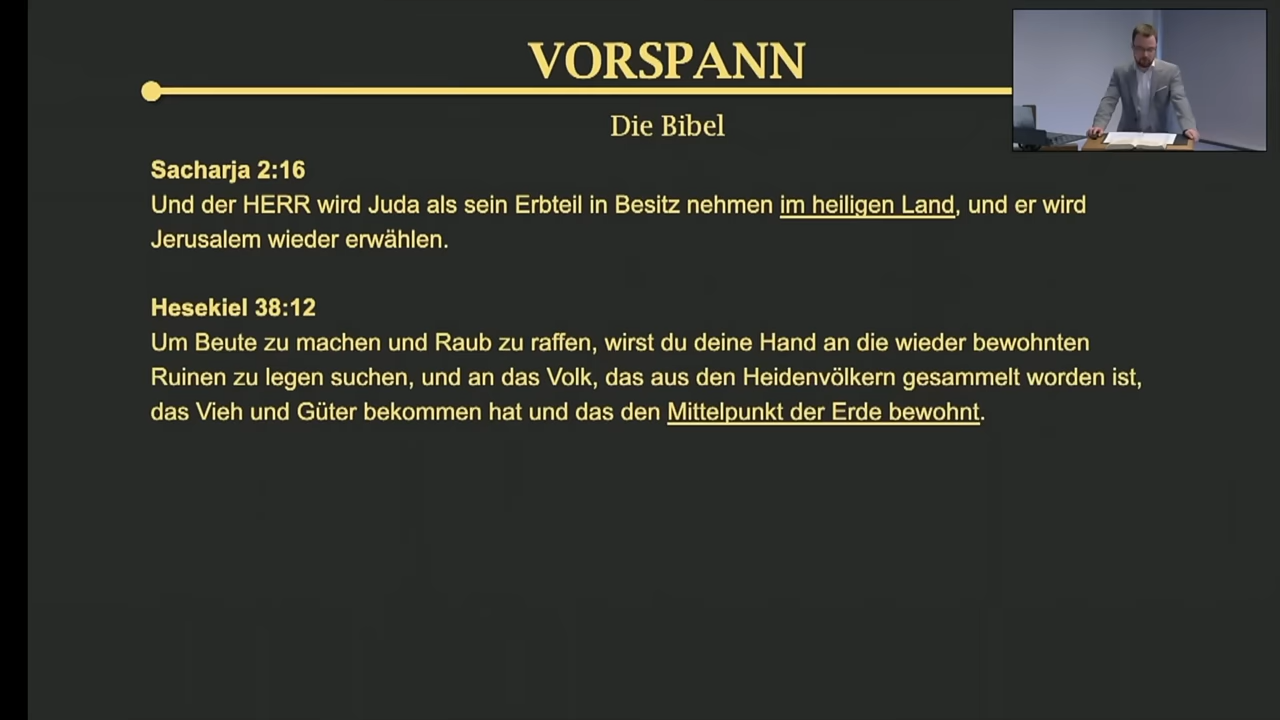 VORSPANN
Die Bibel
Sacharja 2:16
Und der HERR wird Juda als sein Erbteil in Besitz nehmen im heiligen Land, und er wird
Jerusalem wieder erwählen.
Hesekiel 38:12
Um Beute zu machen und Raub zu raffen, wirst du deine Hand an die wieder bewohnten
Ruinen zu legen suchen, und an das Volk, das aus den Heidenvölkern gesammelt worden ist,
das Vieh und Güter bekommen hat und das den Mittelpunkt der Erde bewohnt.